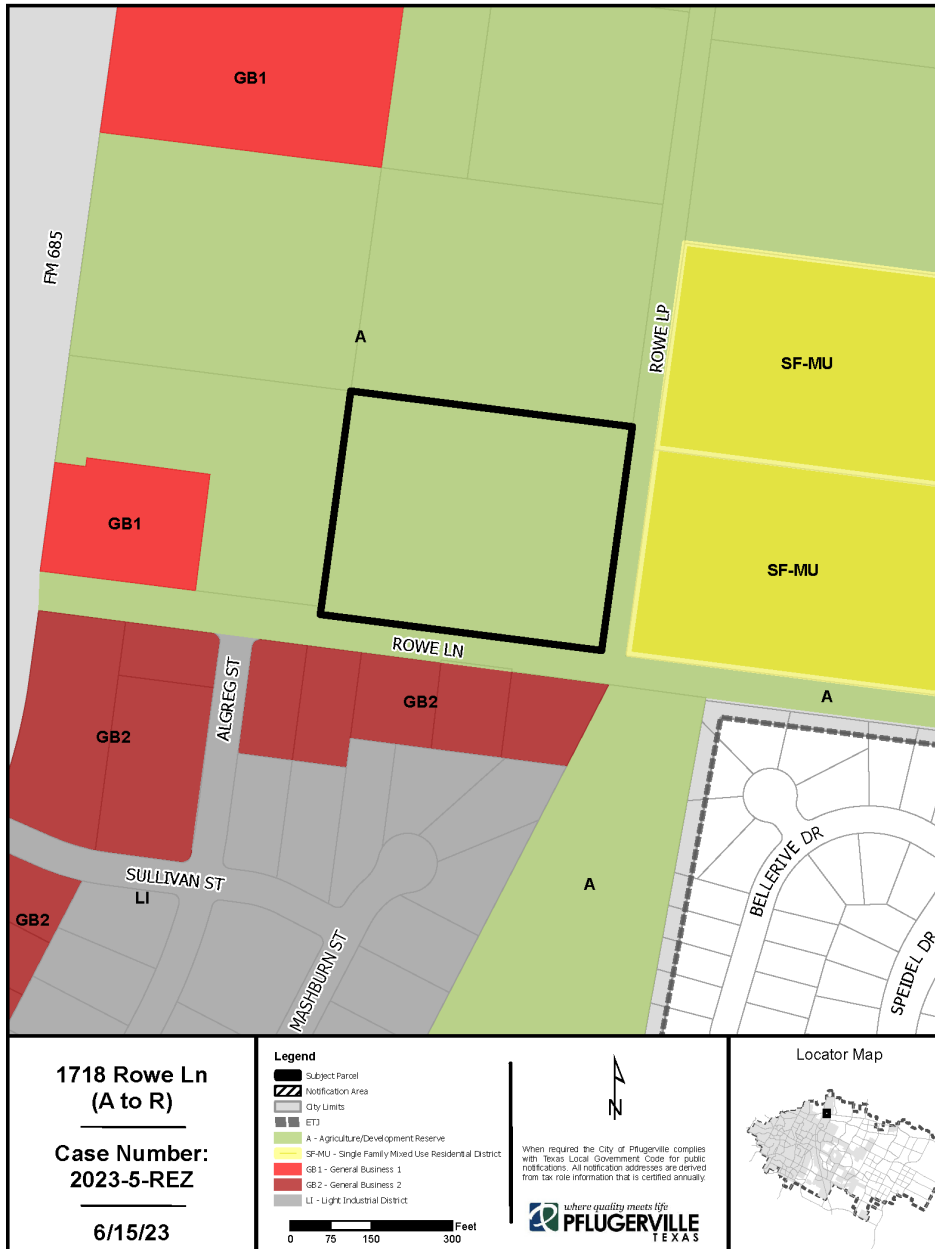 GB1
FM 685
A
ROWE LP
SF-MU
GB1
SF-MU
ROWE LN
A
ALGREG ST
GB2
GB2
BELLERIVE DR
SULLIVAN ST
LI
A
GB2
MASHBURN ST
SPEIDEL DR
1718 Rowe Ln
(A to R)
Case Number:
2023-5-REZ
6/15/23
Legend
Subject Parcel
Notification Area
City Limits
ETJ
A - Agriculture/Development Reserve
SF-MU - Single Family Mixed Use Residential District
GB1 - General Business 1
GB2 - General Business 2
LI - Light Industrial District
Feet
0 75 150 300
N
When required the City of Pflugerville complies
with Texas Local Government Code for public
notifications. All notification addresses are derived
from tax role information that is certified annually.
where quality meets life
PFLUGERVILLE
TEXAS
Locator Map